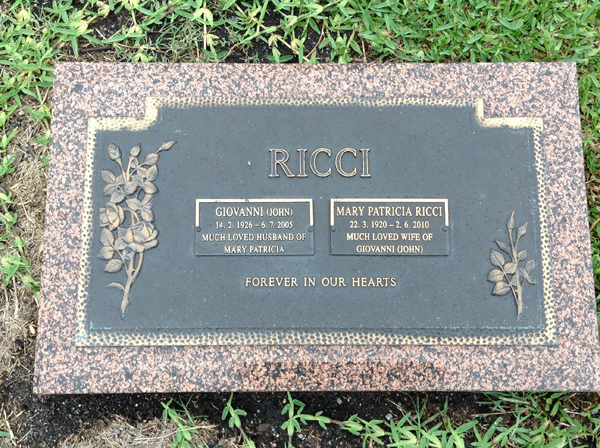 RICCI
GIOVANNI (JOHN)
14. 2. 1926 – 6. 7. 2005
MUCH LOVED HUSBAND OF
MARY PATRICIA
MARY PATRICIA RICCI
22. 3. 1920 – 2. 6. 2010
MUCH LOVED WIFE OF
GIOVANNI (JOHN)
FOREVER IN OUR HEARTS